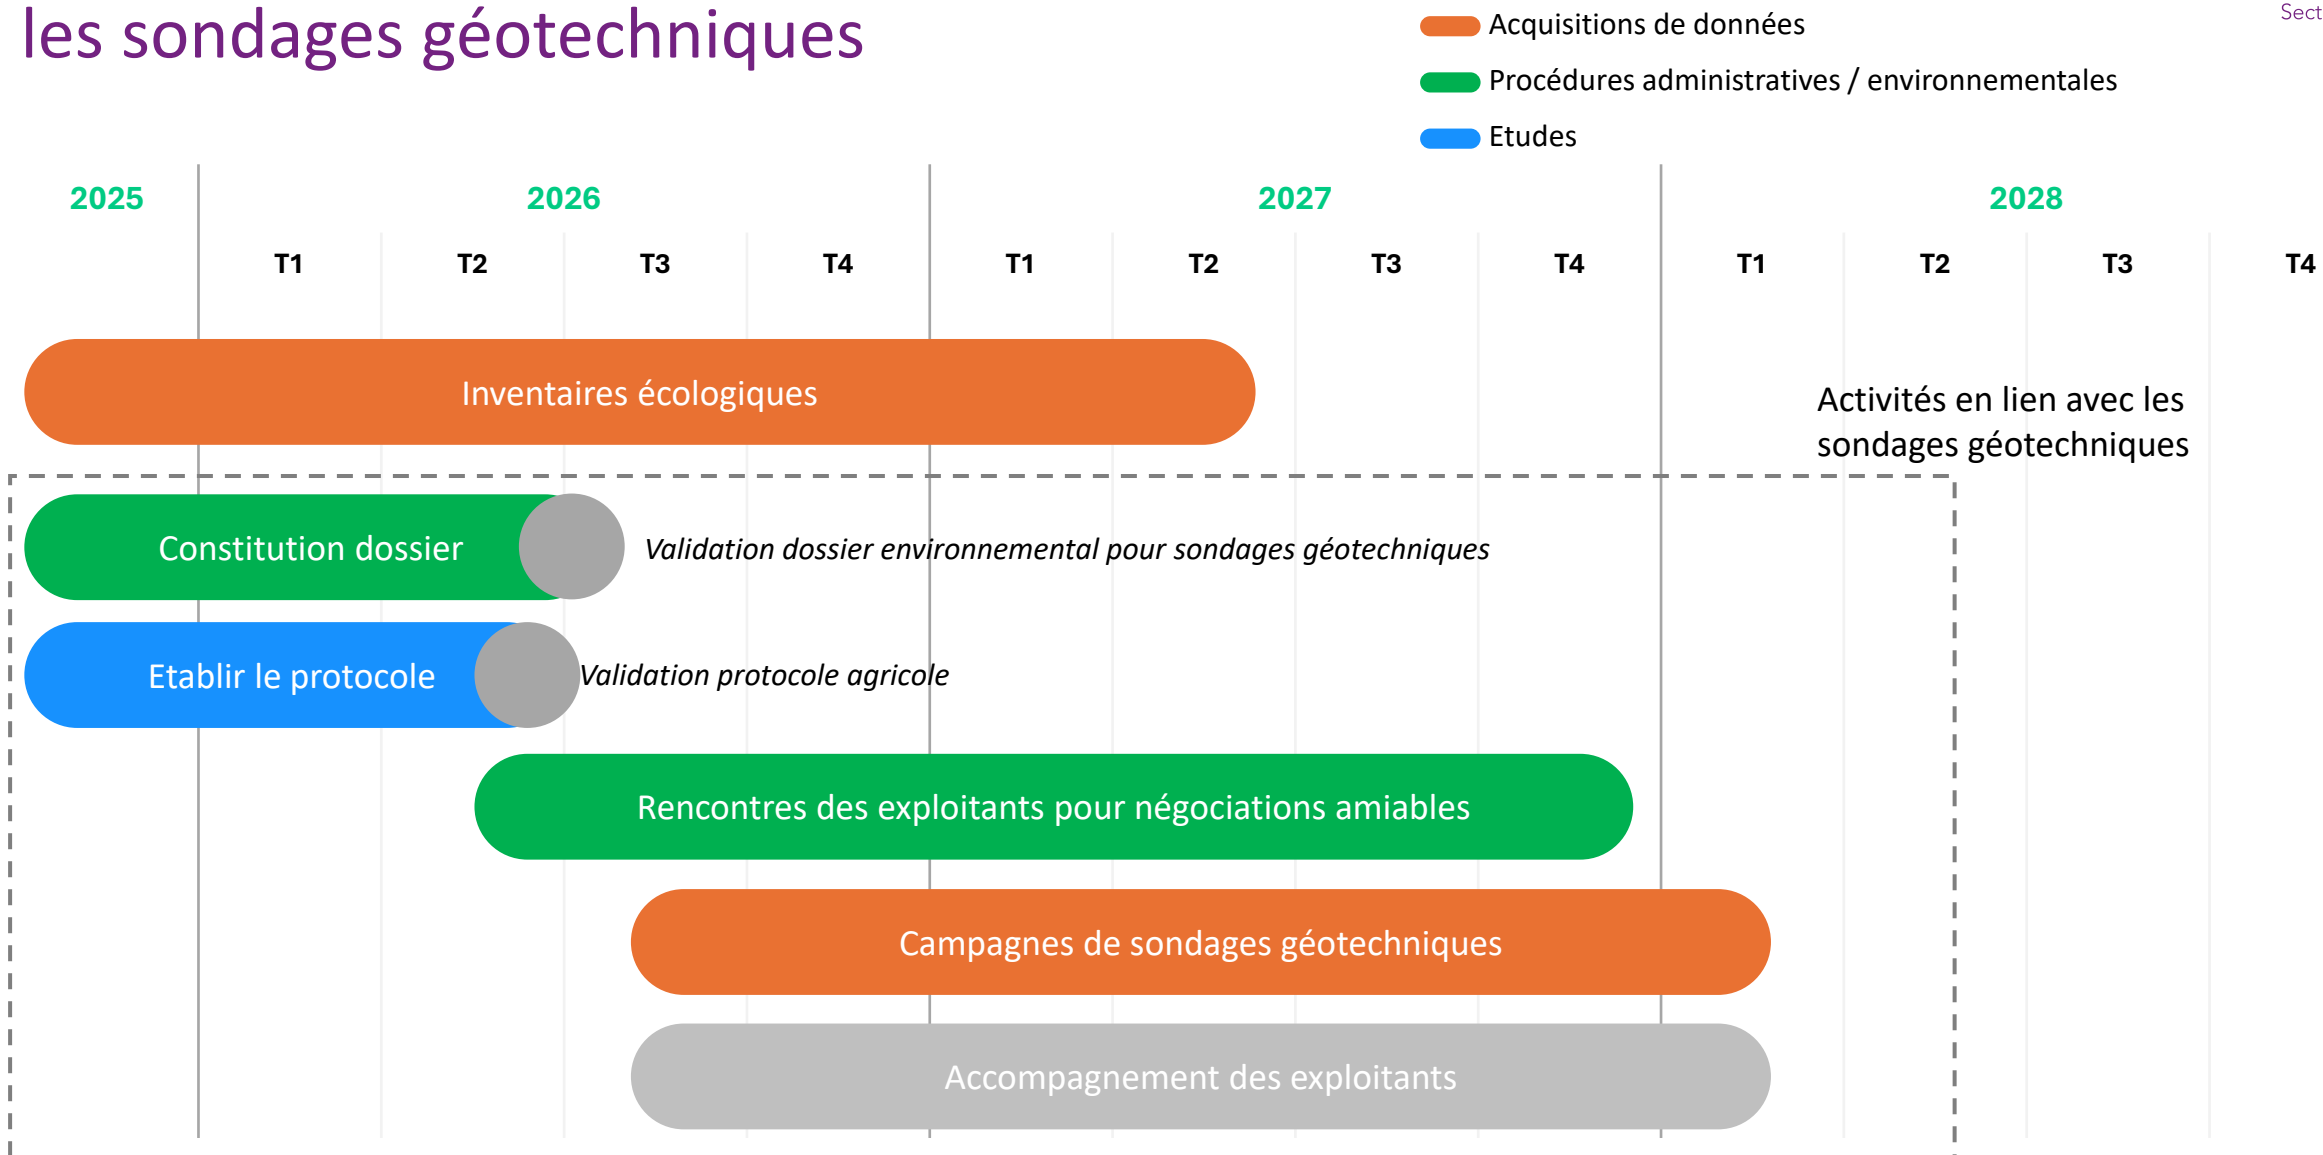 les sondages géotechniques
Sect
Acquisitions de données
Procédures administratives / environnementales
Etudes
2025
2026
2027
2028
T1
T2
T3
T4
T1
T2
T3
T4
T1
T2
T3
T4
Inventaires écologiques
Activités en lien avec les
sondages géotechniques
Constitution dossier
Validation dossier environnemental pour sondages géotechniques
Etablir le protocole
Validation protocole agricole
Rencontres des exploitants pour négociations amiables
Campagnes de sondages géotechniques
Accompagnement des exploitants